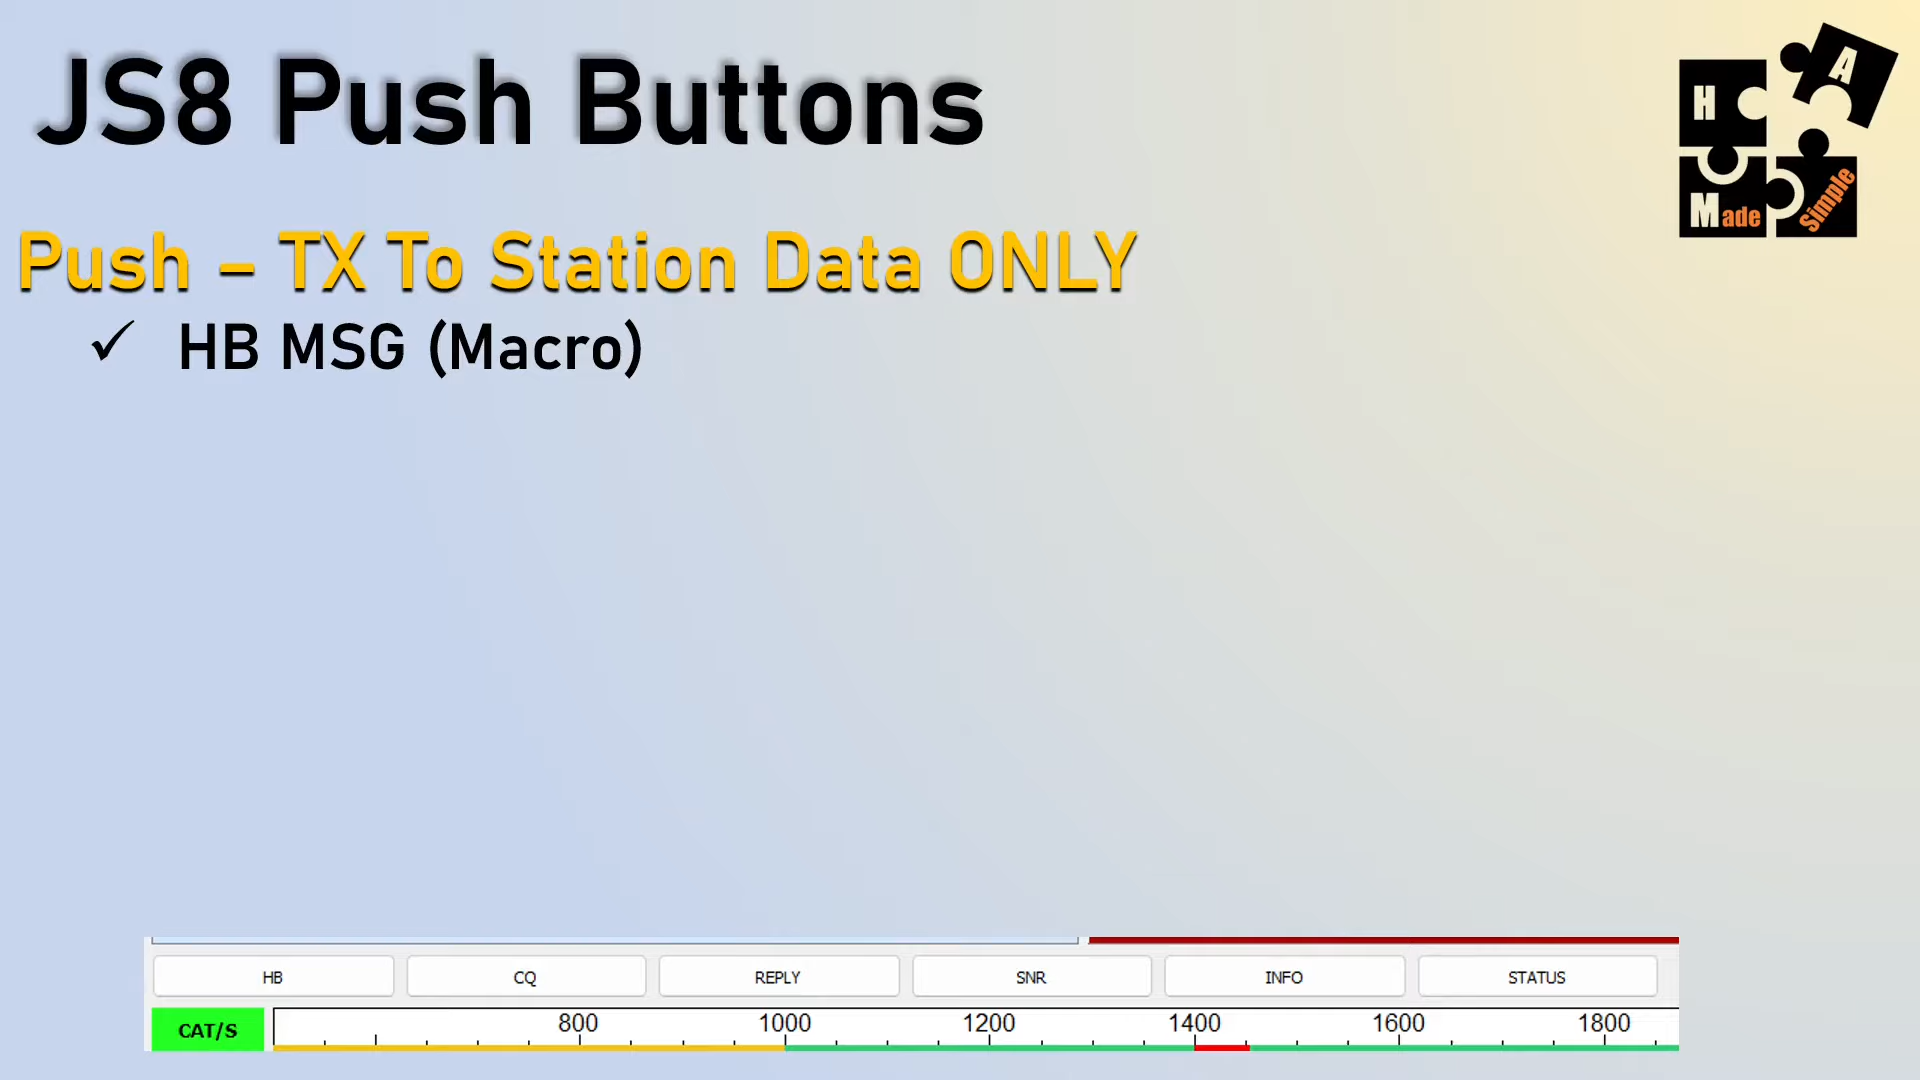 JS8 Push Buttons
H A
Made Simple
Push – TX To Station Data ONLY
✓ HB MSG (Macro)
HB CQ REPLY SNR INFO STATUS
CAT/S 800 1000 1200 1400 1600 1800